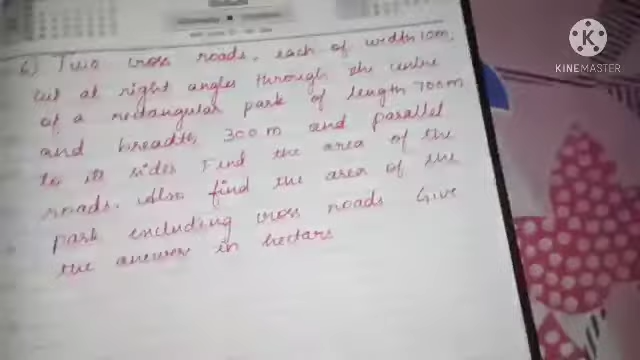 6) Two cross roads, each of width 10m,
cut at right angles through the centre
of a rectangular park of length 700m
and breadth 300m and parallel
to its sides Find the area of the
roads. Also find the area of the
park excluding cross roads Give
the answer in hectars
KINEMASTER